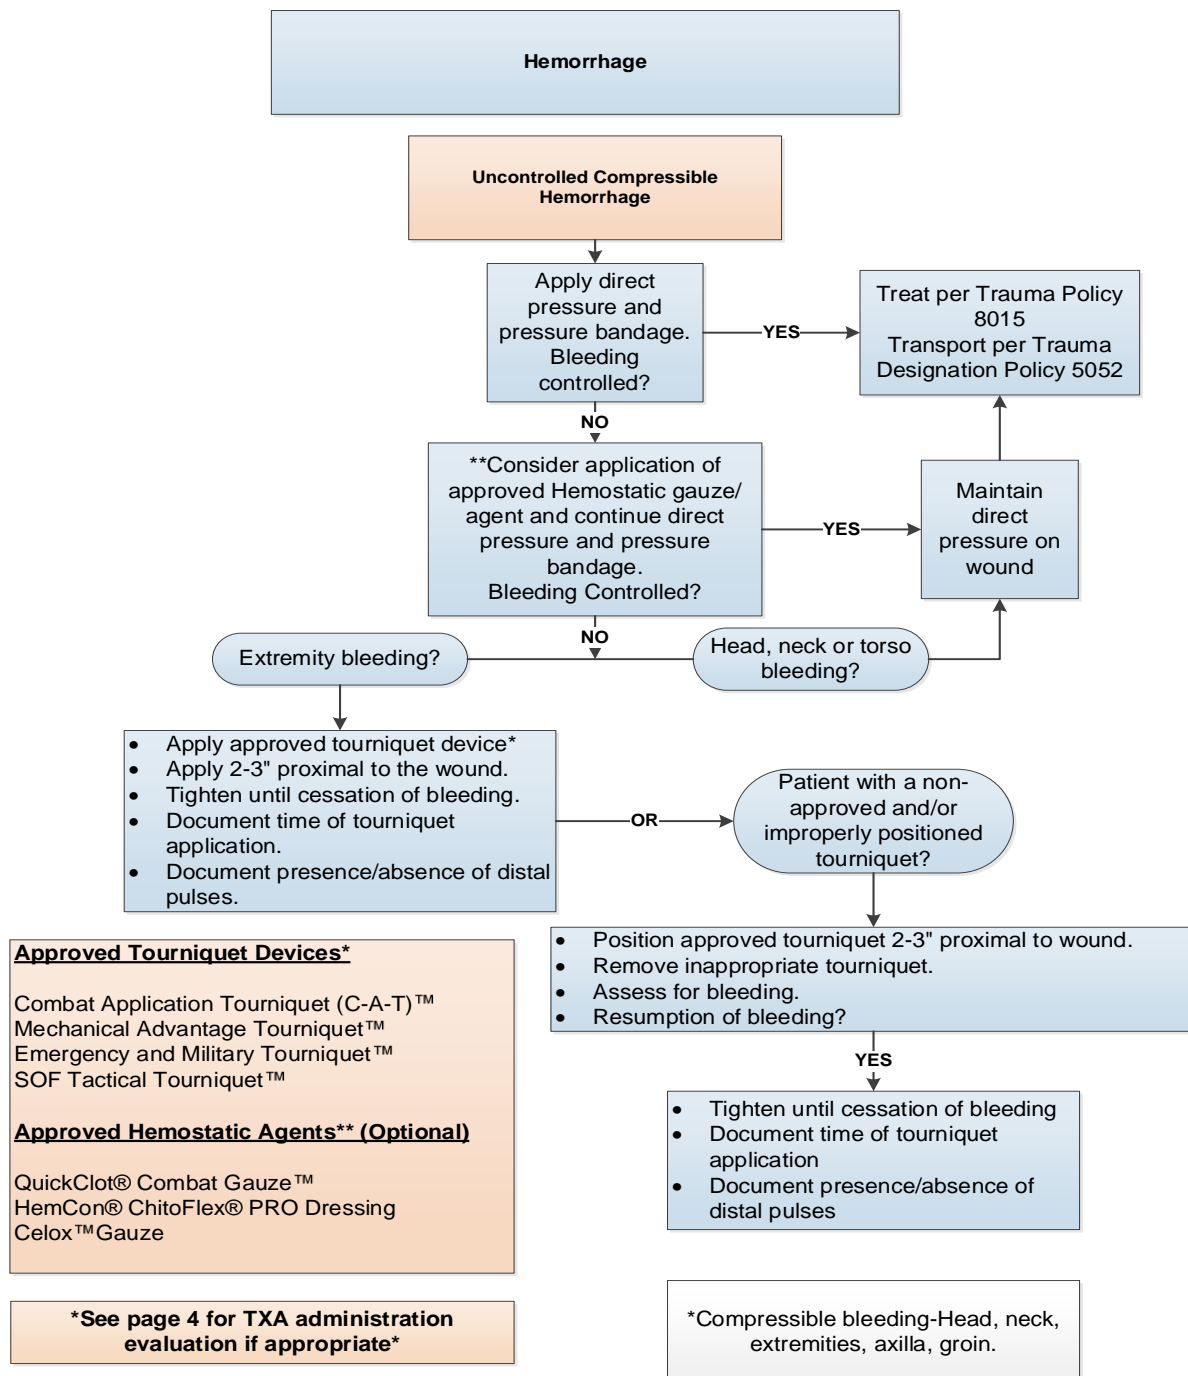 Hemorrhage
Uncontrolled Compressible
Hemorrhage
Apply direct
pressure and
pressure bandage.
Bleeding
controlled?
YES
Treat per Trauma Policy
8015
Transport per Trauma
Designation Policy 5052
NO
**Consider application of
approved Hemostatic gauze/
agent and continue direct
pressure and pressure
bandage.
Bleeding Controlled?
YES
Maintain
direct
pressure on
wound
NO
Extremity bleeding?
Head, neck or torso
bleeding?
• Apply approved tourniquet device*
• Apply 2-3" proximal to the wound.
• Tighten until cessation of bleeding.
• Document time of tourniquet
application.
• Document presence/absence of distal
pulses.
OR
Patient with a non-
approved and/or
improperly positioned
tourniquet?
• Position approved tourniquet 2-3" proximal to wound.
• Remove inappropriate tourniquet.
• Assess for bleeding.
• Resumption of bleeding?
YES
• Tighten until cessation of bleeding
• Document time of tourniquet
application
• Document presence/absence of
distal pulses
Approved Tourniquet Devices*
Combat Application Tourniquet (C-A-T)™
Mechanical Advantage Tourniquet™
Emergency and Military Tourniquet™
SOF Tactical Tourniquet™
Approved Hemostatic Agents** (Optional)
QuickClot® Combat Gauze™
HemCon® ChitoFlex® PRO Dressing
Celox™Gauze
*See page 4 for TXA administration
evaluation if appropriate*
*Compressible bleeding-Head, neck,
extremities, axilla, groin.